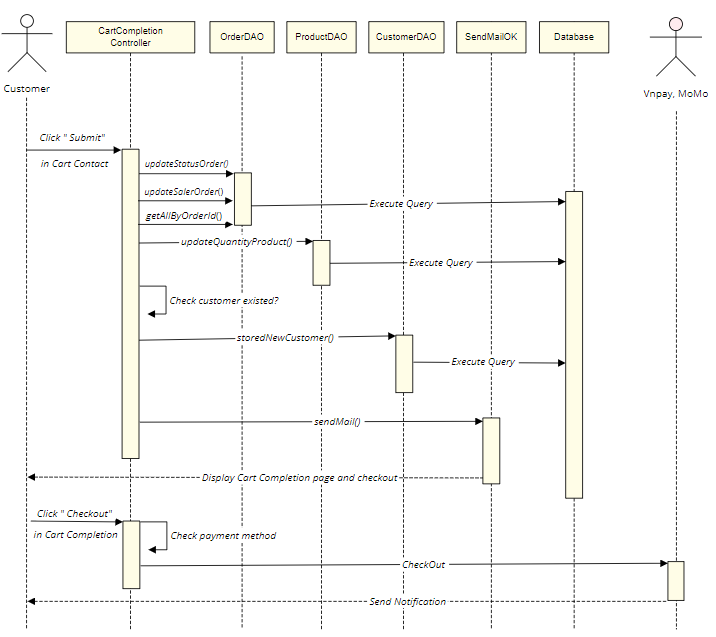 CartCompletion
Controller
OrderDAO
ProductDAO
CustomerDAO
SendMailOK
Database
Customer
Vnpay, MoMo
Click " Submit"
in Cart Contact
updateStatusOrder()
updateSalerOrder()
Execute Query
getAllByOrderId()
updateQuantityProduct()
Execute Query
Check customer existed?
storedNewCustomer()
Execute Query
sendMail()
Display Cart Completion page and checkout
Click " Checkout"
in Cart Completion
Check payment method
CheckOut
Send Notification